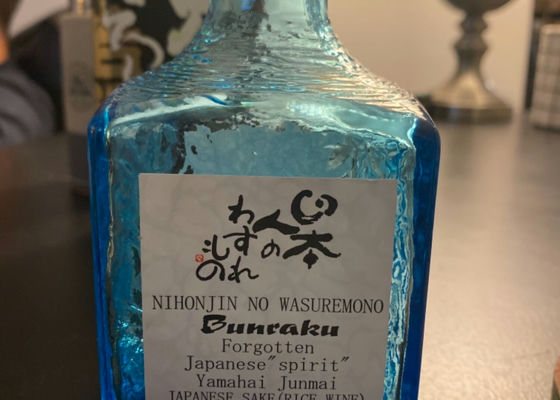 日本
人の
わすれ
もの
NIHONJIN NO WASUREMONO
Bunraku
Forgotten
Japanese"spirit"
Yamahai Junmai
JAPANESE SAKE(RICE WINE)